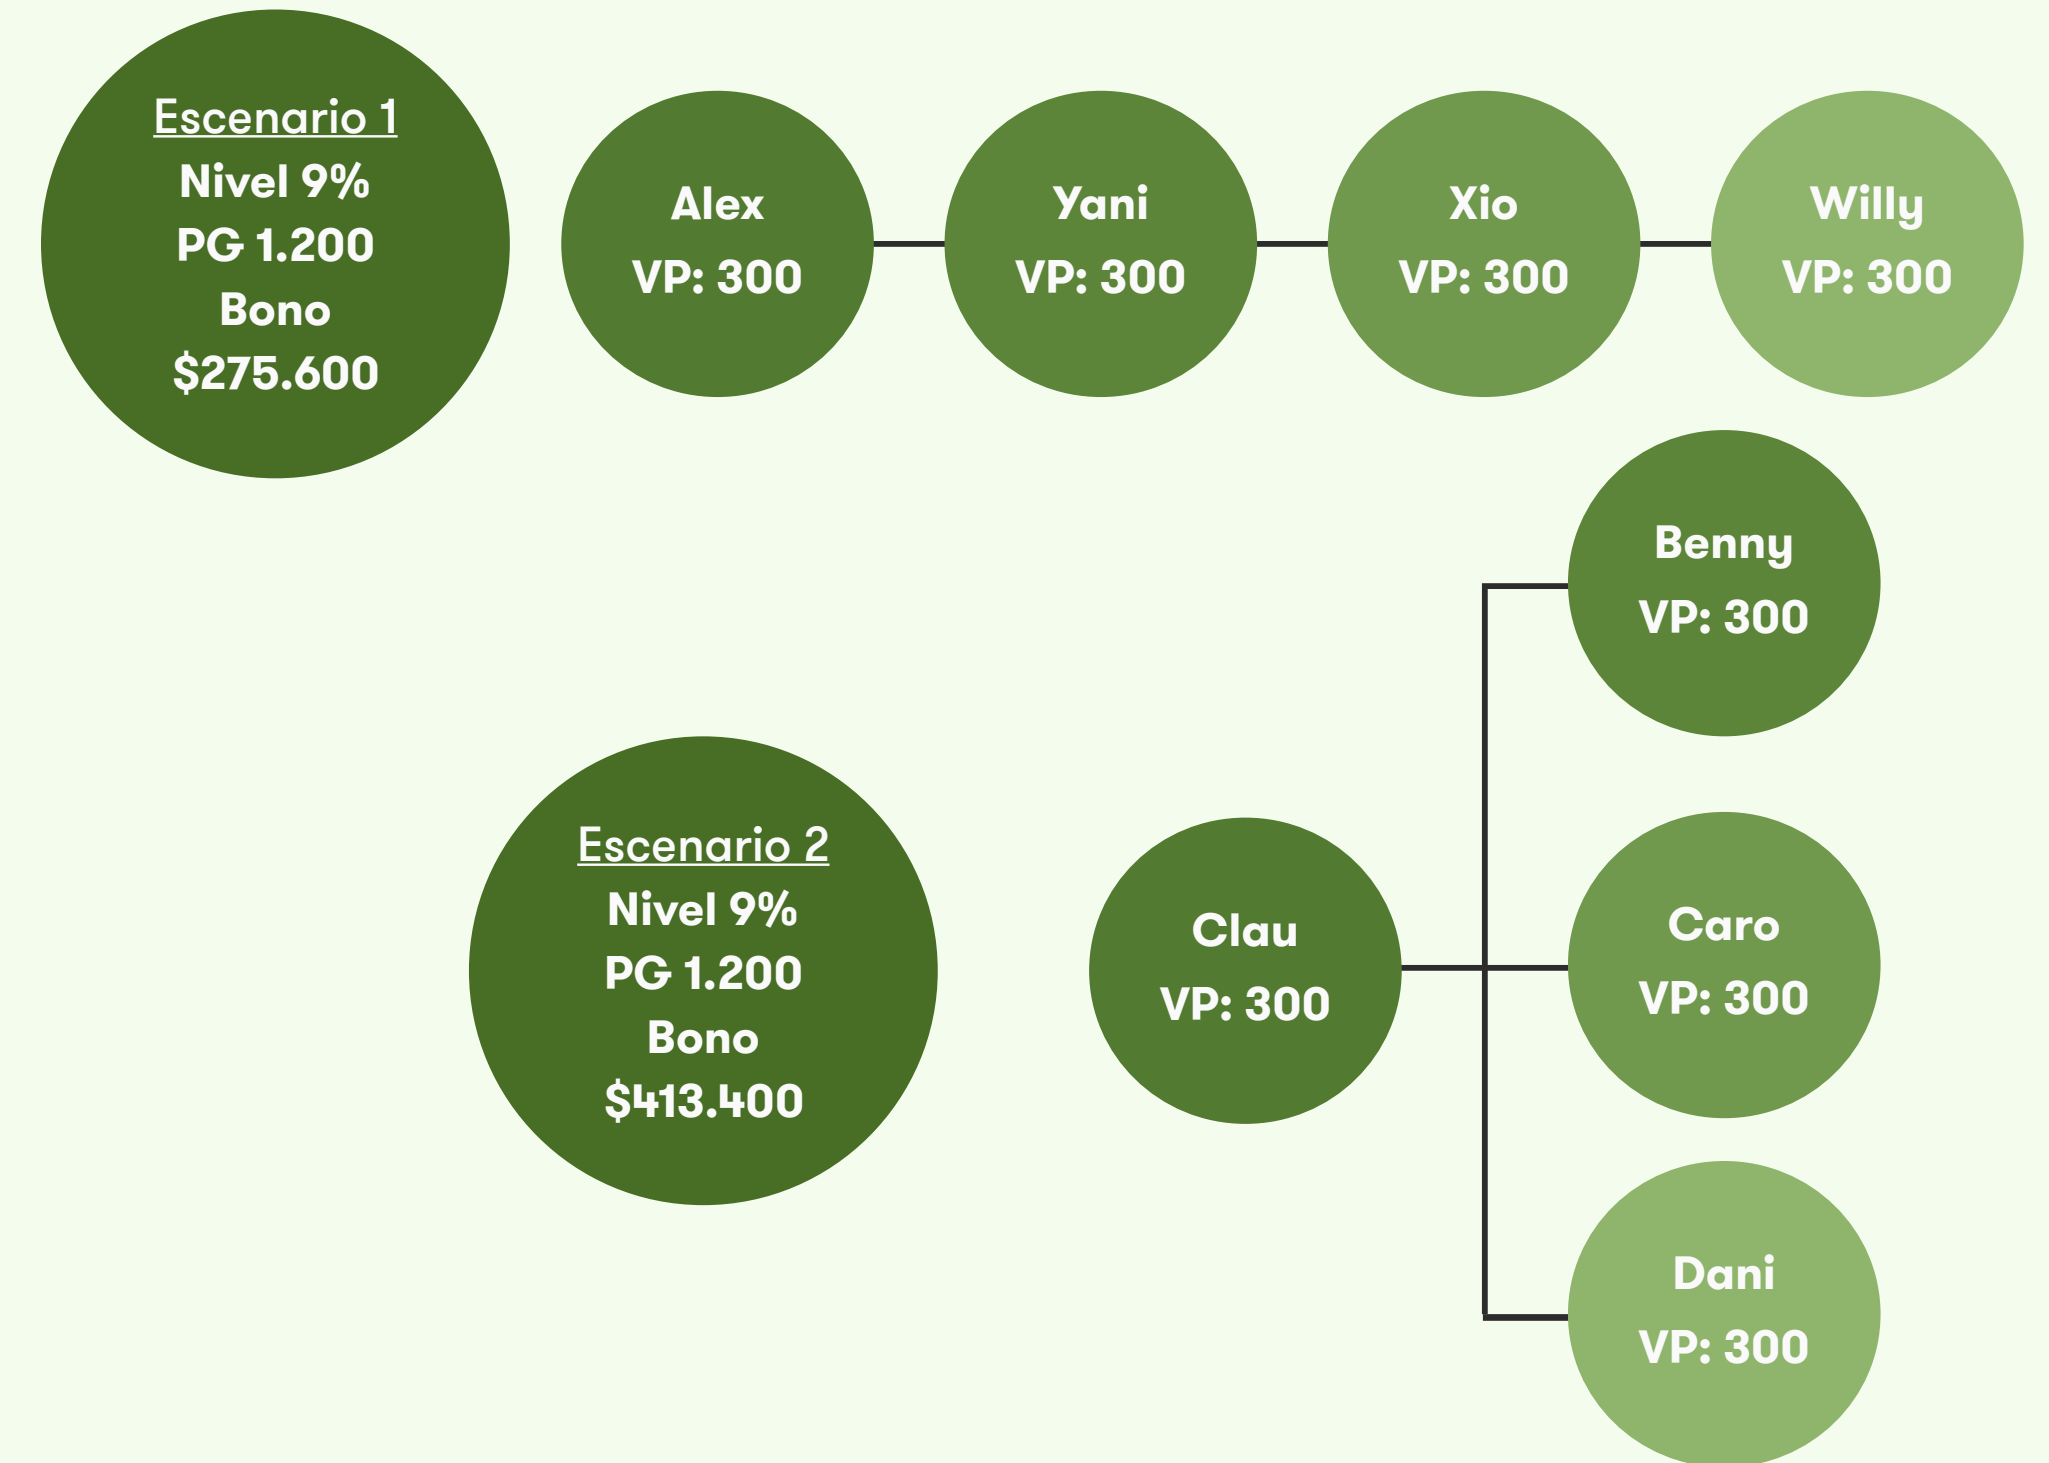 Escenario 1
Nivel 9%
PG 1.200
Bono
$275.600
Alex
VP: 300
Yani
VP: 300
Xio
VP: 300
Willy
VP: 300
Escenario 2
Nivel 9%
PG 1.200
Bono
$413.400
Clau
VP: 300
Benny
VP: 300
Caro
VP: 300
Dani
VP: 300